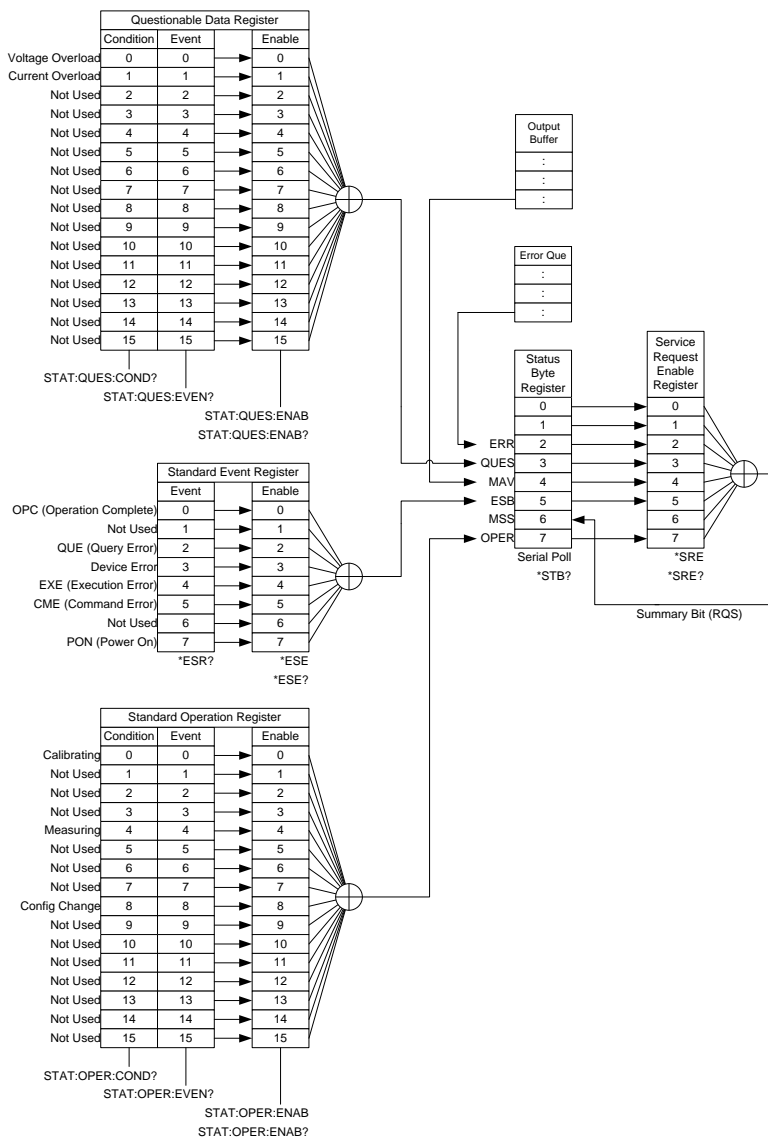 Questionable Data Register
Condition Event Enable
Voltage Overload 0 0 0
Current Overload 1 1 1
Not Used 2 2 2
Not Used 3 3 3
Not Used 4 4 4
Not Used 5 5 5
Not Used 6 6 6
Not Used 7 7 7
Not Used 8 8 8
Not Used 9 9 9
Not Used 10 10 10
Not Used 11 11 11
Not Used 12 12 12
Not Used 13 13 13
Not Used 14 14 14
Not Used 15 15 15
STAT:QUES:COND?
STAT:QUES:EVEN?
STAT:QUES:ENAB
STAT:QUES:ENAB?
Output
Buffer
:
:
:
Error Que
:
:
:
Status
Byte
Register
0
1
ERR 2
QUES 3
MAV 4
ESB 5
MSS 6
OPER 7
Serial Poll
*STB?
Service
Request
Enable
Register
0
1
2
3
4
5
6
7
*SRE
*SRE?
Summary Bit (RQS)
Standard Event Register
Event Enable
OPC (Operation Complete) 0 0
Not Used 1 1
QUE (Query Error) 2 2
Device Error 3 3
EXE (Execution Error) 4 4
CME (Command Error) 5 5
Not Used 6 6
PON (Power On) 7 7
*ESR? *ESE
*ESE?
Standard Operation Register
Condition Event Enable
Calibrating 0 0 0
Not Used 1 1 1
Not Used 2 2 2
Not Used 3 3 3
Measuring 4 4 4
Not Used 5 5 5
Not Used 6 6 6
Not Used 7 7 7
Config Change 8 8 8
Not Used 9 9 9
Not Used 10 10 10
Not Used 11 11 11
Not Used 12 12 12
Not Used 13 13 13
Not Used 14 14 14
Not Used 15 15 15
STAT:OPER:COND?
STAT:OPER:EVEN?
STAT:OPER:ENAB
STAT:OPER:ENAB?